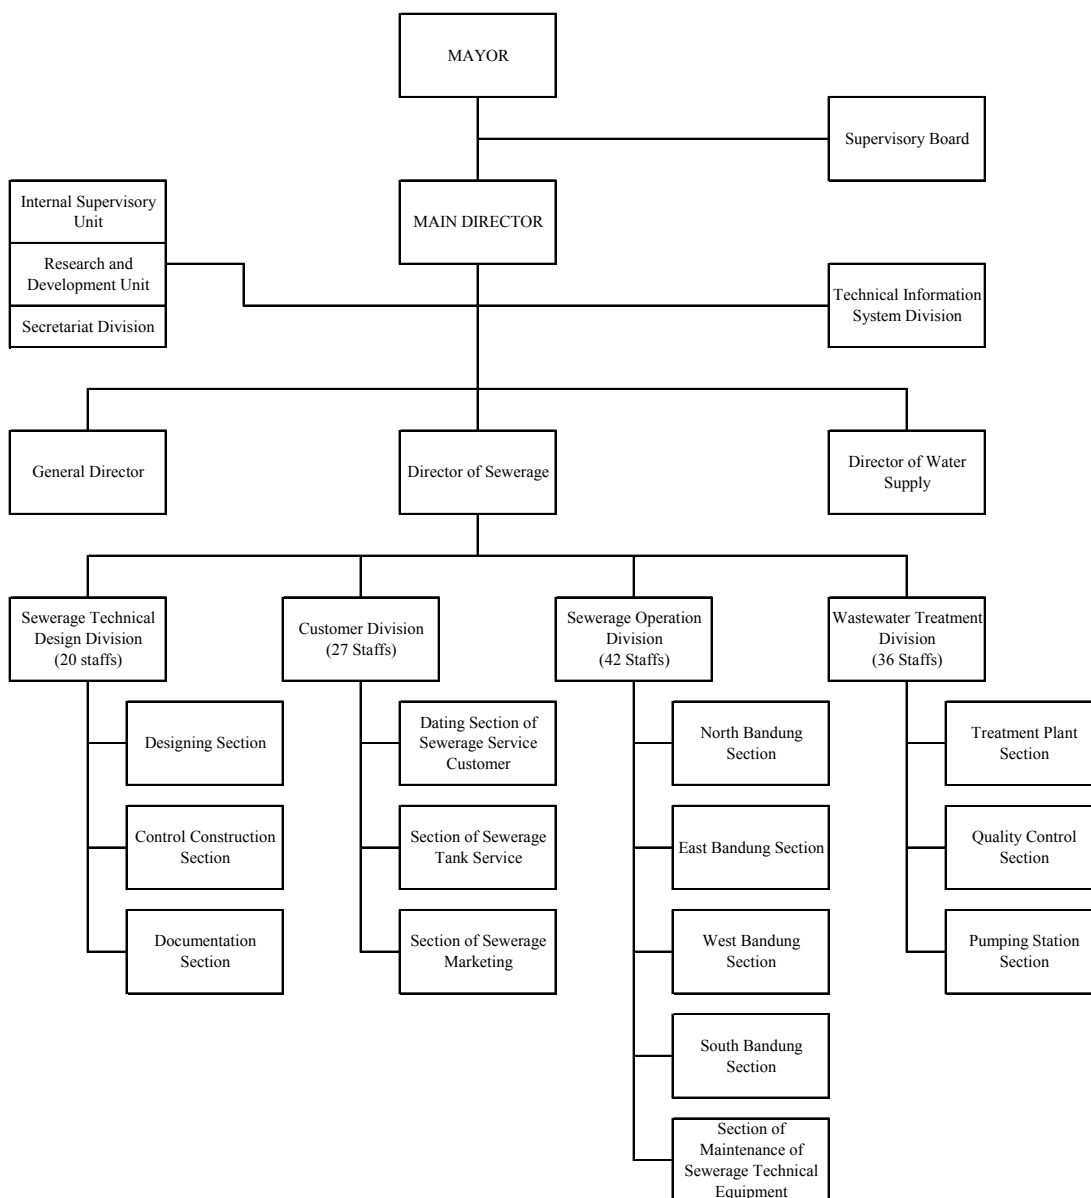 MAYOR
Supervisory Board
Internal Supervisory
Unit
MAIN DIRECTOR
Research and
Development Unit
Secretariat Division
Technical Information
System Division
General Director
Director of Sewerage
Director of Water
Supply
Sewerage Technical
Design Division
(20 staffs)
Customer Division
(27 Staffs)
Sewerage Operation
Division
(42 Staffs)
Wastewater Treatment
Division
(36 Staffs)
Designing Section
Dating Section of
Sewerage Service
Customer
North Bandung
Section
Treatment Plant
Section
Control Construction
Section
Section of Sewerage
Tank Service
East Bandung Section
Quality Control
Section
Documentation
Section
Section of Sewerage
Marketing
West Bandung
Section
Pumping Station
Section
South Bandung
Section
Section of
Maintenance of
Sewerage Technical
Equipment